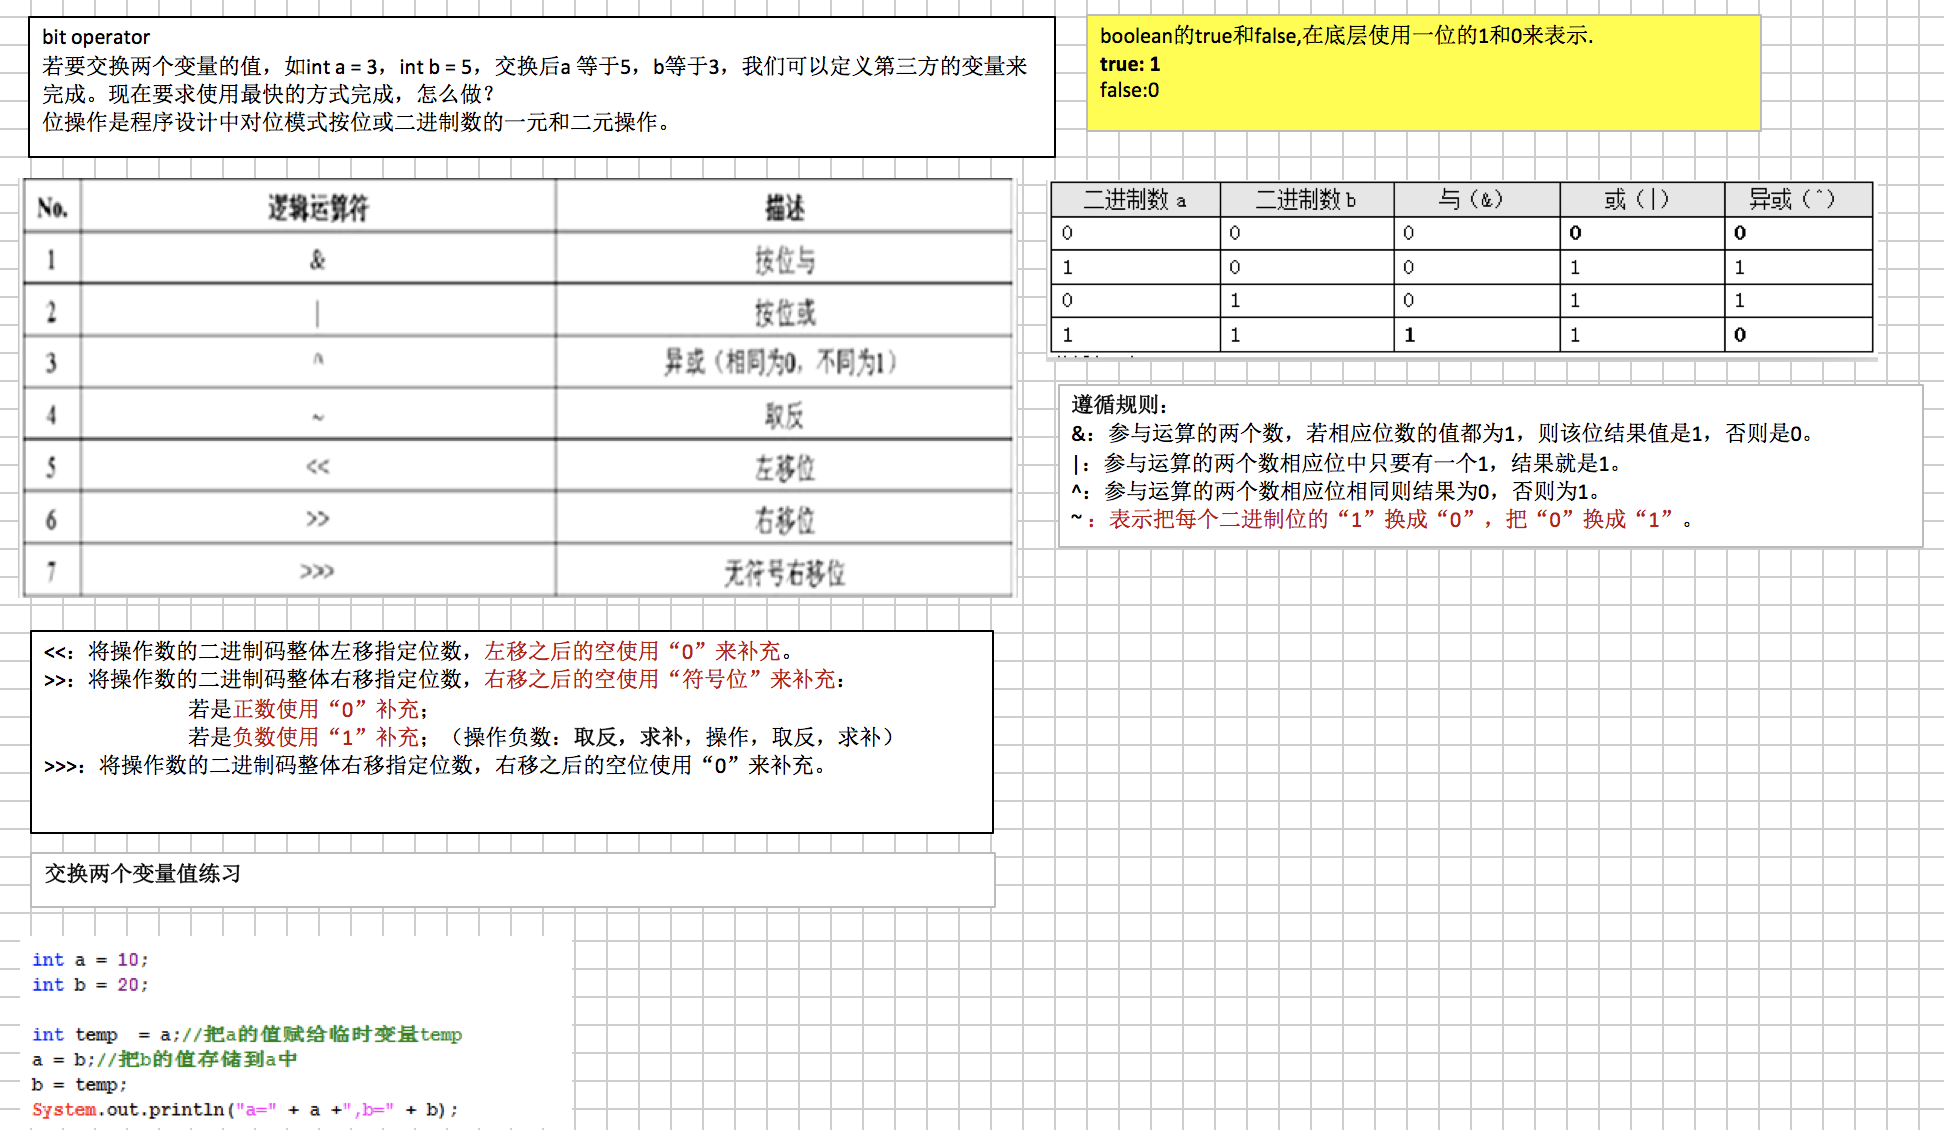 bit operator
若要交换两个变量的值，如int a = 3，int b = 5，交换后a 等于5，b等于3，我们可以定义第三方的变量来
完成。现在要求使用最快的方式完成，怎么做？
位操作是程序设计中对位模式按位或二进制数的一元和二元操作。
boolean的true和false,在底层使用一位的1和0来表示.
true: 1
false:0
No. 逻辑运算符 描述
1 & 按位与
2 | 按位或
3 ^ 异或（相同为0，不同为1）
4 ~ 取反
5 << 左移位
6 >> 右移位
7 >>> 无符号右移位
二进制数 a 二进制数 b 与（&） 或（|） 异或（^）
0 0 0 0 0
1 0 0 1 1
0 1 0 1 1
1 1 1 1 0
遵循规则：
&：参与运算的两个数，若相应位数的值都为1，则该位结果值是1，否则是0。
|：参与运算的两个数相应位中只要有一个1，结果就是1。
^：参与运算的两个数相应位相同则结果为0，否则为1。
~：表示把每个二进制位的“1”换成“0”，把“0”换成“1”。
<<：将操作数的二进制码整体左移指定位数，左移之后的空使用“0”来补充。
>>：将操作数的二进制码整体右移指定位数，右移之后的空使用“符号位”来补充：
若是正数使用“0”补充；
若是负数使用“1”补充；（操作负数：取反，求补，操作，取反，求补）
>>>：将操作数的二进制码整体右移指定位数，右移之后的空位使用“0”来补充。
交换两个变量值练习
int a = 10;
int b = 20;
int temp  = a;//把a的值赋给临时变量temp
a = b;//把b的值存储到a中
b = temp;
System.out.println("a=" + a +",b=" + b);